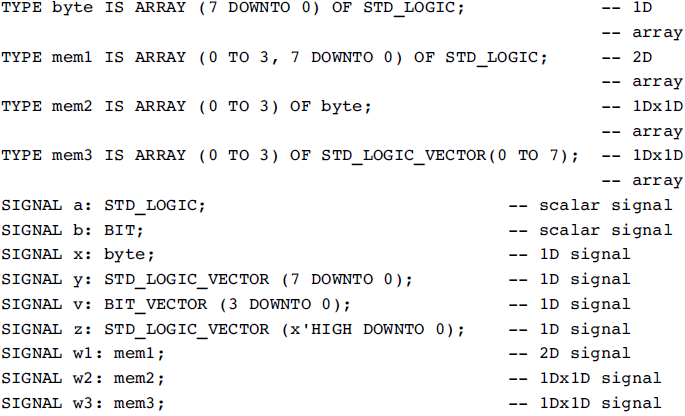 TYPE byte IS ARRAY (7 DOWNTO 0) OF STD_LOGIC; -- 1D
-- array
TYPE mem1 IS ARRAY (0 TO 3, 7 DOWNTO 0) OF STD_LOGIC; -- 2D
-- array
TYPE mem2 IS ARRAY (0 TO 3) OF byte; -- 1Dx1D
-- array
TYPE mem3 IS ARRAY (0 TO 3) OF STD_LOGIC_VECTOR(0 TO 7); -- 1Dx1D
-- array
SIGNAL a: STD_LOGIC; -- scalar signal
SIGNAL b: BIT; -- scalar signal
SIGNAL x: byte; -- 1D signal
SIGNAL y: STD_LOGIC_VECTOR (7 DOWNTO 0); -- 1D signal
SIGNAL v: BIT_VECTOR (3 DOWNTO 0); -- 1D signal
SIGNAL z: STD_LOGIC_VECTOR (x'HIGH DOWNTO 0); -- 1D signal
SIGNAL w1: mem1; -- 2D signal
SIGNAL w2: mem2; -- 1Dx1D signal
SIGNAL w3: mem3; -- 1Dx1D signal